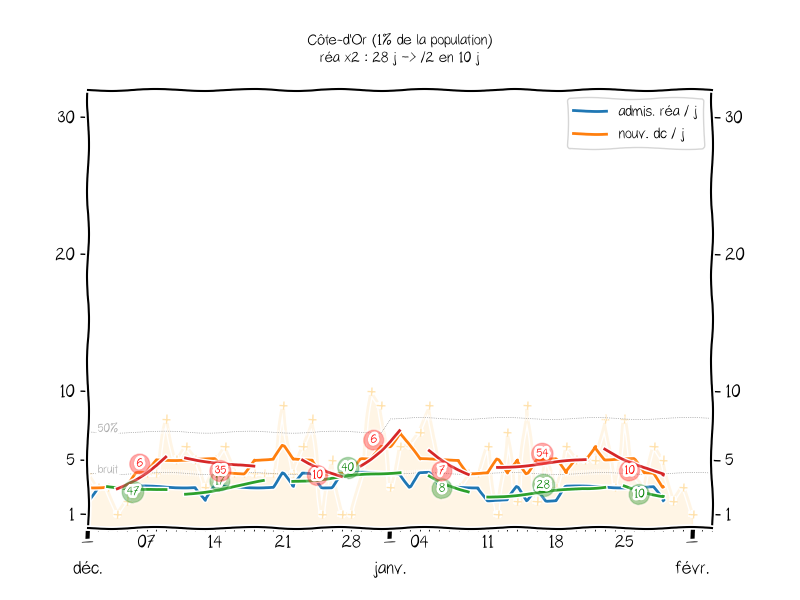 Côte-d'Or (1% de la population)
réa x2 : 28 j -> /2 en 10 j
admis. réa / j
nouv. dc / j
30 30
20 20
10 10
50%
6 54
6 35 40 7 10
5 bruit 10 5
47 17 8 28 10
1 1
07 14 21 28 04 11 18 25
déc. janv. févr.